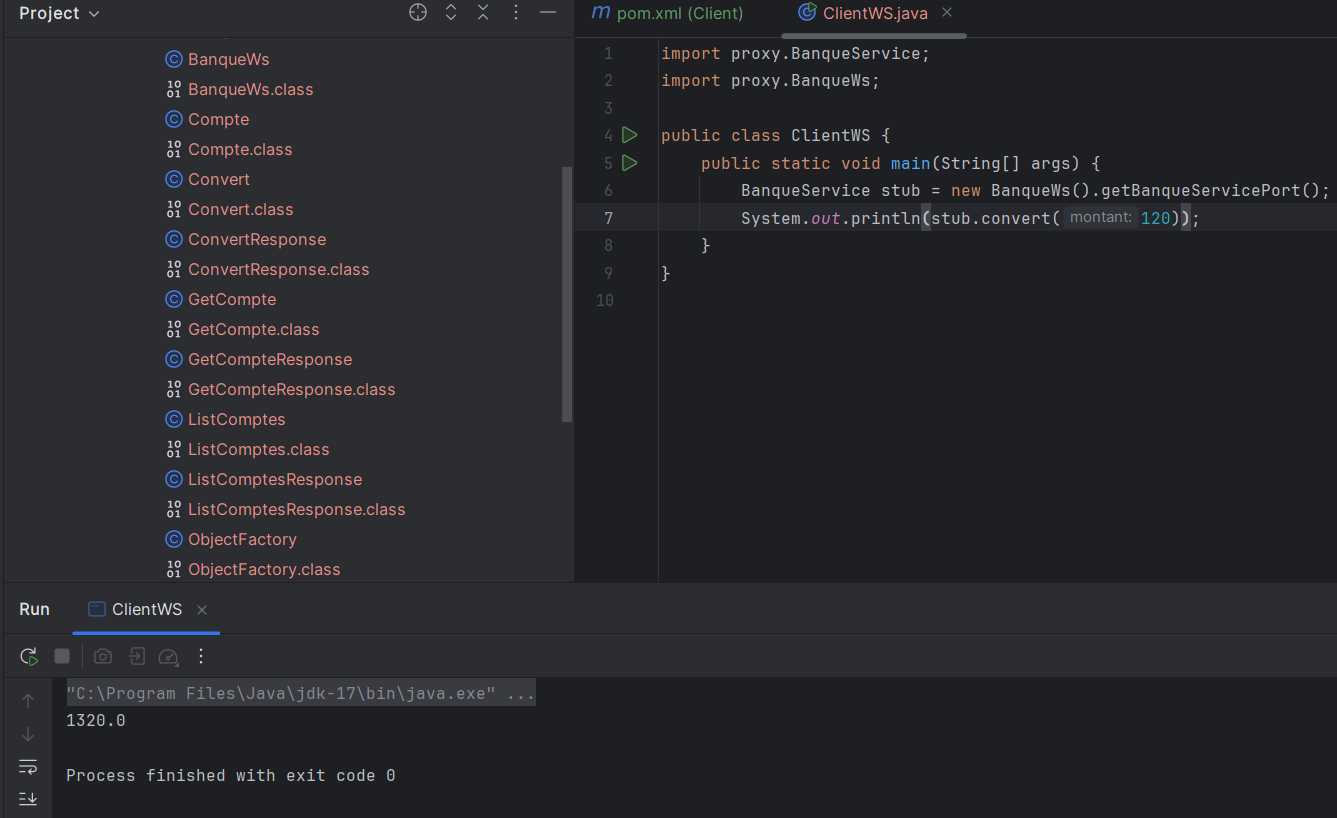 Project
BanqueWs
BanqueWs.class
Compte
Compte.class
Convert
Convert.class
ConvertResponse
ConvertResponse.class
GetCompte
GetCompte.class
GetCompteResponse
GetCompteResponse.class
ListComptes
ListComptes.class
ListComptesResponse
ListComptesResponse.class
ObjectFactory
ObjectFactory.class
pom.xml (Client)
ClientWS.java
1 import proxy.BanqueService;
2 import proxy.BanqueWs;
3
4 public class ClientWS {
5 public static void main(String[] args) {
6 BanqueService stub = new BanqueWs().getBanqueServicePort();
7 System.out.println(stub.convert( montant: 120));
8 }
9 }
10
Run
ClientWS
"C:\Program Files\Java\jdk-17\bin\java.exe" ...
1320.0
Process finished with exit code 0